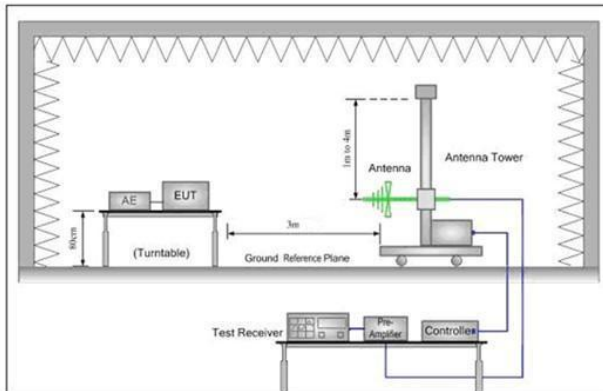 1m to 4m
Antenna
Antenna Tower
AE
EUT
80cm
(Turntable)
3m
Ground Reference Plane
Test Receiver
Pre-
Amplifier
Controller